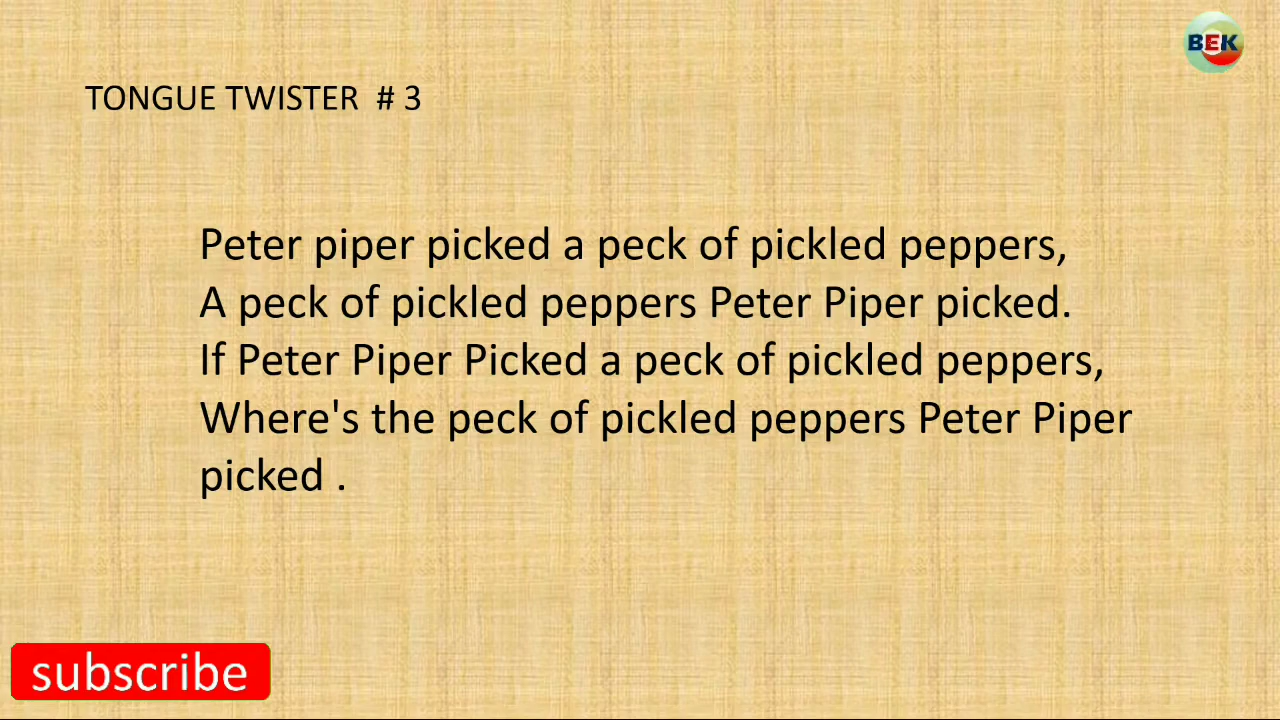 BEK
TONGUE TWISTER # 3
Peter piper picked a peck of pickled peppers,
A peck of pickled peppers Peter Piper picked.
If Peter Piper Picked a peck of pickled peppers,
Where's the peck of pickled peppers Peter Piper
picked .
subscribe